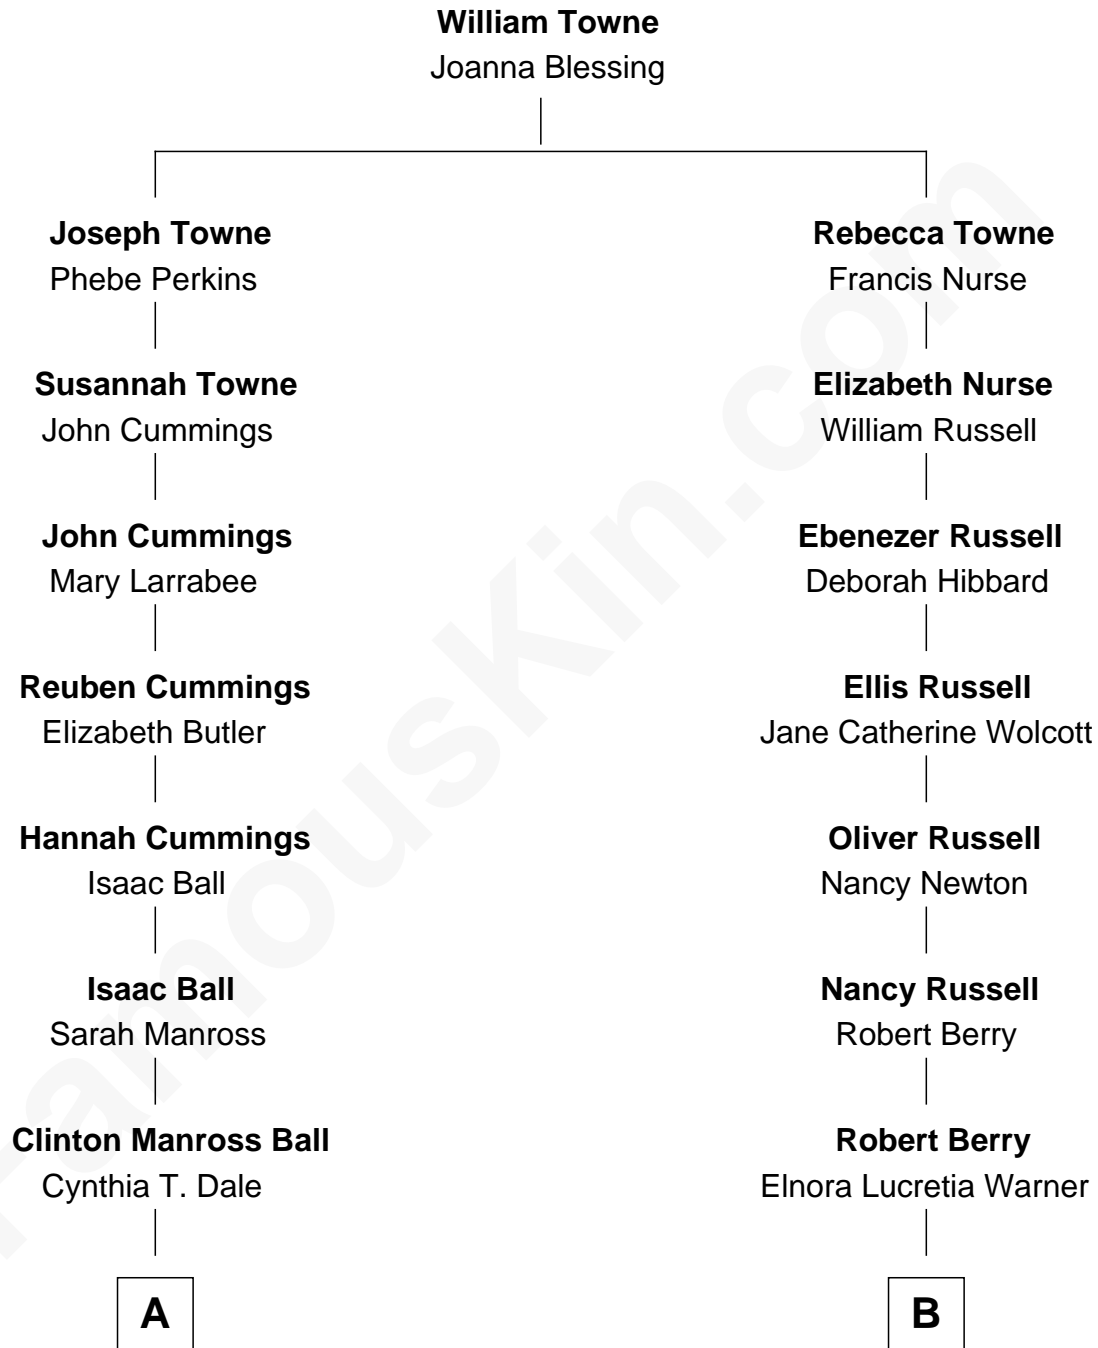 William Towne
Joanna Blessing
Joseph Towne
Phebe Perkins
Rebecca Towne
Francis Nurse
Susannah Towne
John Cummings
Elizabeth Nurse
William Russell
John Cummings
Mary Larrabee
Ebenezer Russell
Deborah Hibbard
Reuben Cummings
Elizabeth Butler
Ellis Russell
Jane Catherine Wolcott
Hannah Cummings
Isaac Ball
Oliver Russell
Nancy Newton
Isaac Ball
Sarah Manross
Nancy Russell
Robert Berry
Clinton Manross Ball
Cynthia T. Dale
Robert Berry
Elnora Lucretia Warner
A
B
FamousKin.com